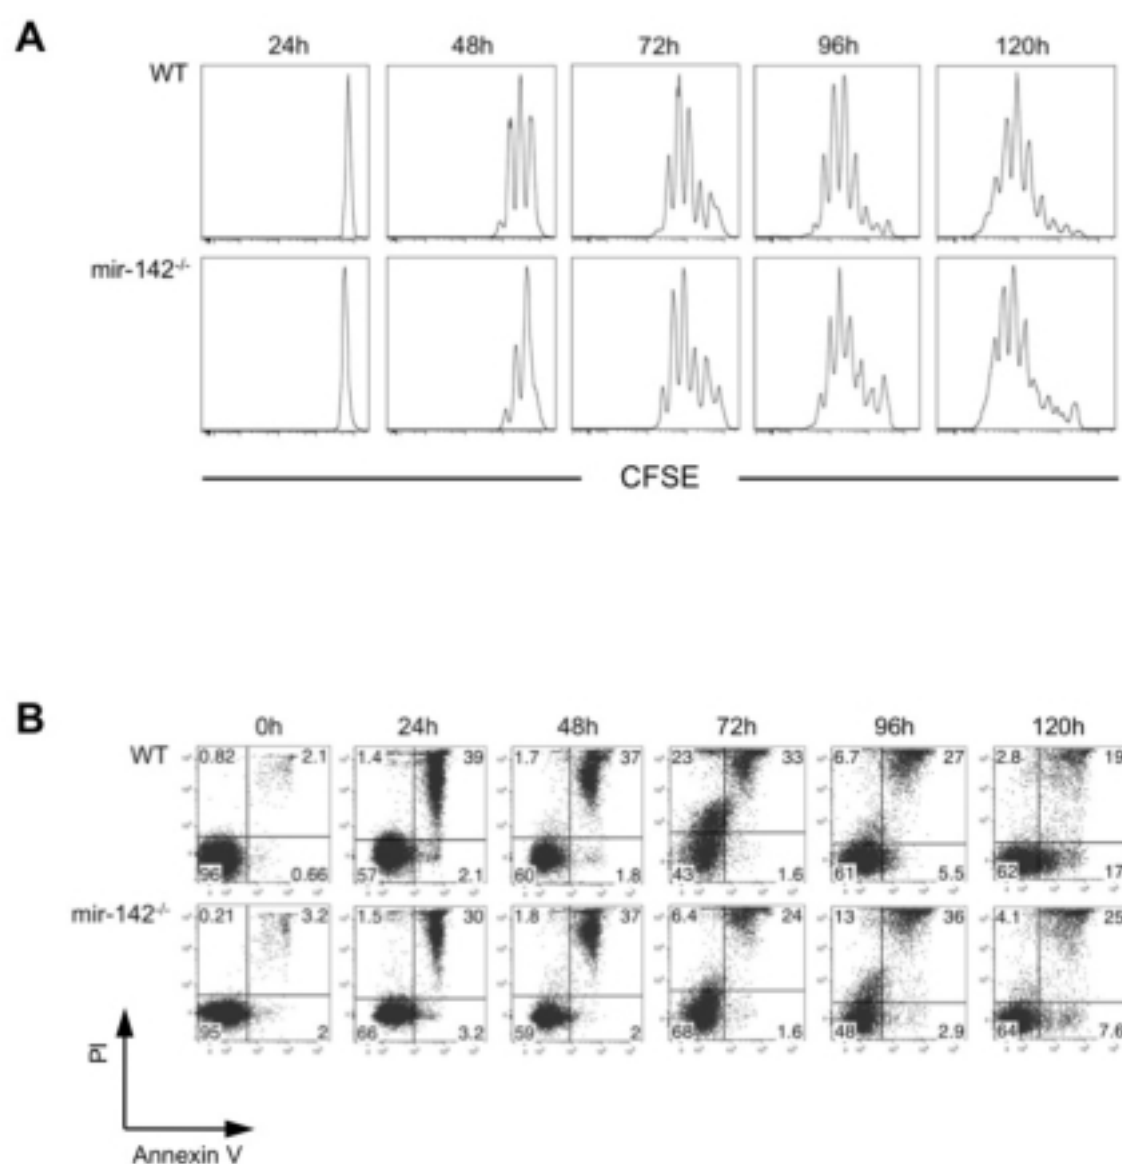 A
24h 48h 72h 96h 120h
WT
mir-142-/-
CFSE
B
0h 24h 48h 72h 96h 120h
WT
0.82 2.1 1.4 39 1.7 37 23 33 6.7 27 2.8 19
96 0.66 57 2.1 60 1.8 43 1.6 61 5.5 62 17
mir-142-/-
0.21 3.2 1.5 30 1.8 37 6.4 24 13 36 4.1 25
95 2 66 3.2 59 2 68 1.6 48 2.9 64 7.6
PI
Annexin V